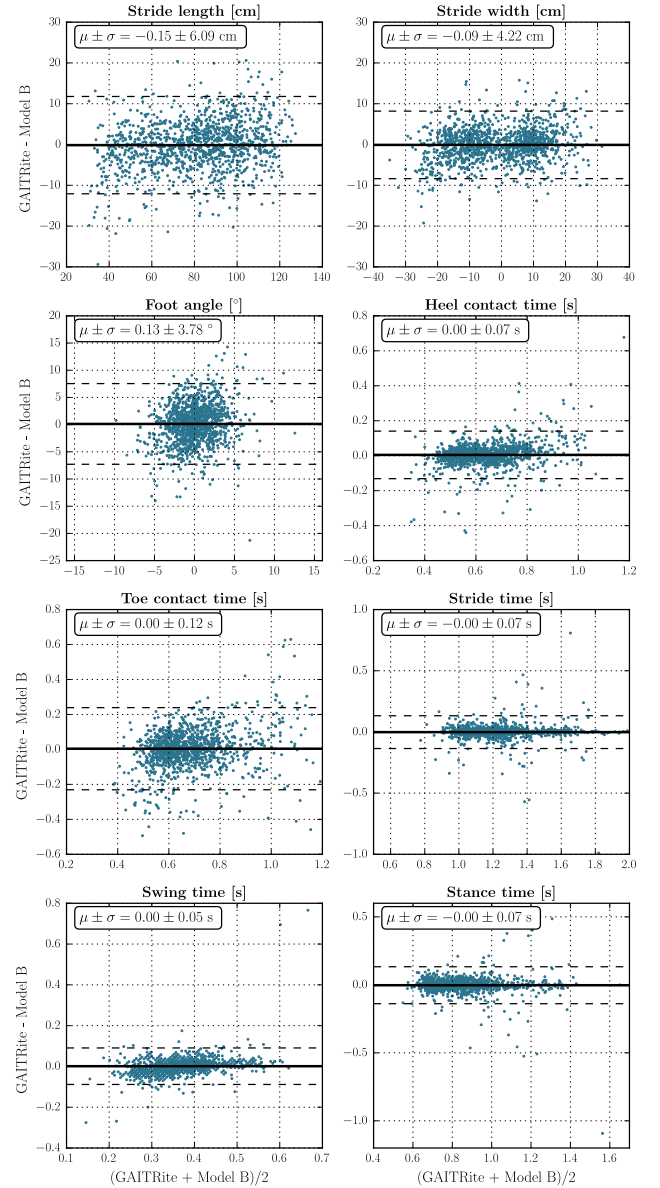 Stride length [cm]
Stride width [cm]
μ ± σ = −0.15 ± 6.09 cm
μ ± σ = −0.09 ± 4.22 cm
GAITRite - Model B
30
20
10
0
−10
−20
−30
20 40 60 80 100 120 140
30
20
10
0
−10
−20
−30
−40 −30 −20 −10 0 10 20 30 40
Foot angle [°]
Heel contact time [s]
μ ± σ = 0.13 ± 3.78 °
μ ± σ = 0.00 ± 0.07 s
GAITRite - Model B
20
15
10
5
0
−5
−10
−15
−20
−25
−15 −10 −5 0 5 10 15
0.8
0.6
0.4
0.2
0.0
−0.2
−0.4
−0.6
0.2 0.4 0.6 0.8 1.0 1.2
Toe contact time [s]
Stride time [s]
μ ± σ = 0.00 ± 0.12 s
μ ± σ = −0.00 ± 0.07 s
GAITRite - Model B
0.8
0.6
0.4
0.2
0.0
−0.2
−0.4
−0.6
0.2 0.4 0.6 0.8 1.0 1.2
1.0
0.5
0.0
−0.5
−1.0
0.6 0.8 1.0 1.2 1.4 1.6 1.8 2.0
Swing time [s]
Stance time [s]
μ ± σ = 0.00 ± 0.05 s
μ ± σ = −0.00 ± 0.07 s
GAITRite - Model B
0.8
0.6
0.4
0.2
0.0
−0.2
−0.4
0.1 0.2 0.3 0.4 0.5 0.6 0.7
0.5
0.0
−0.5
−1.0
0.4 0.6 0.8 1.0 1.2 1.4 1.6
(GAITRite + Model B)/2
(GAITRite + Model B)/2